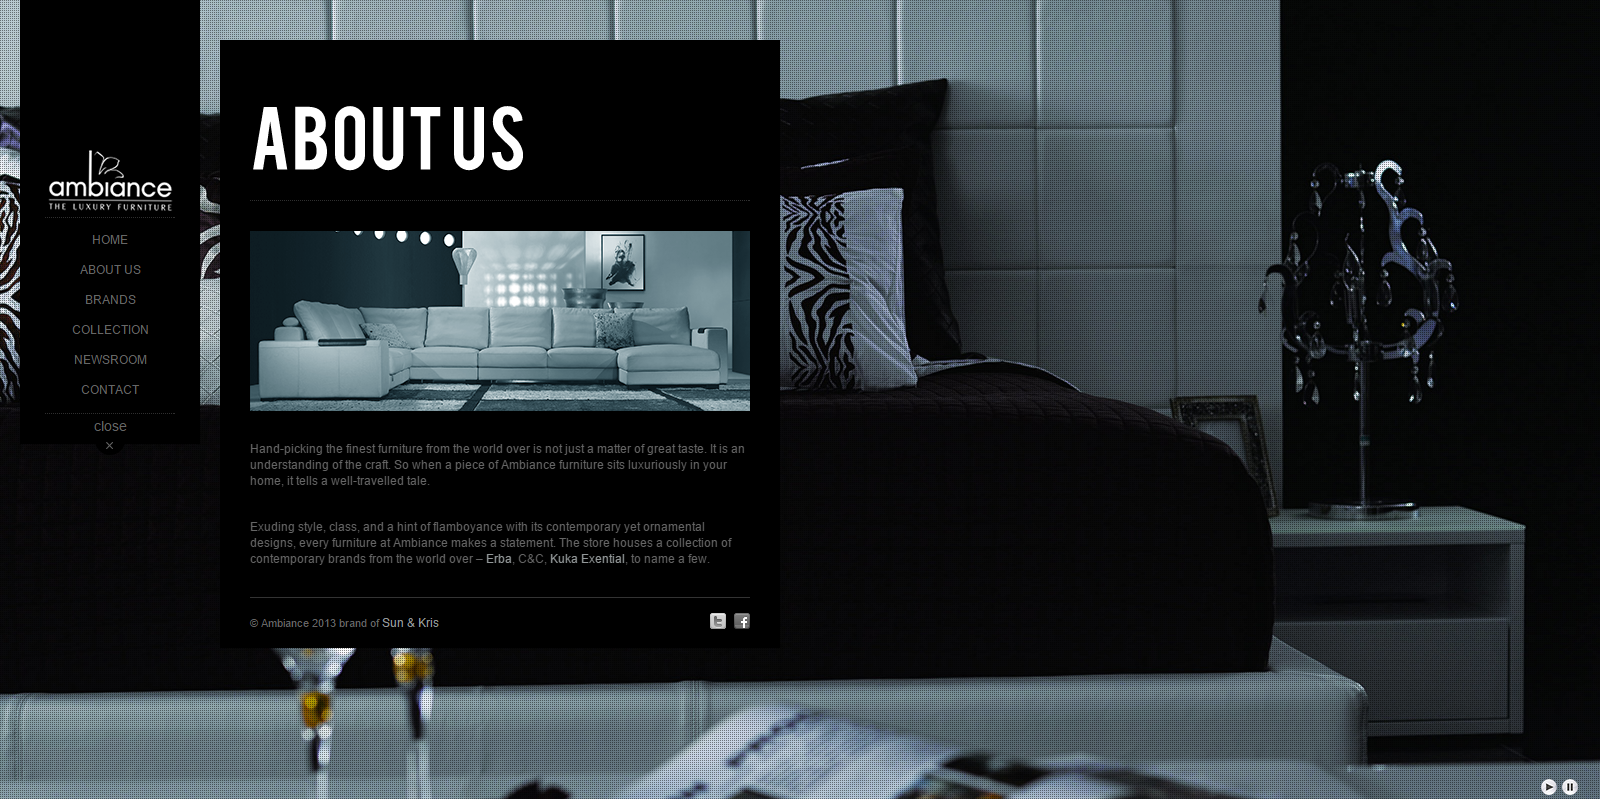 ambiance
THE LUXURY FURNITURE
HOME
ABOUT US
BRANDS
COLLECTION
NEWSROOM
CONTACT
close
×
ABOUT US
Hand-picking the finest furniture from the world over is not just a matter of great taste. It is an
understanding of the craft. So when a piece of Ambiance furniture sits luxuriously in your
home, it tells a well-travelled tale.
Exuding style, class, and a hint of flamboyance with its contemporary yet ornamental
designs, every furniture at Ambiance makes a statement. The store houses a collection of
contemporary brands from the world over – Erba, C&C, Kuka Exential, to name a few.
© Ambiance 2013 brand of Sun & Kris